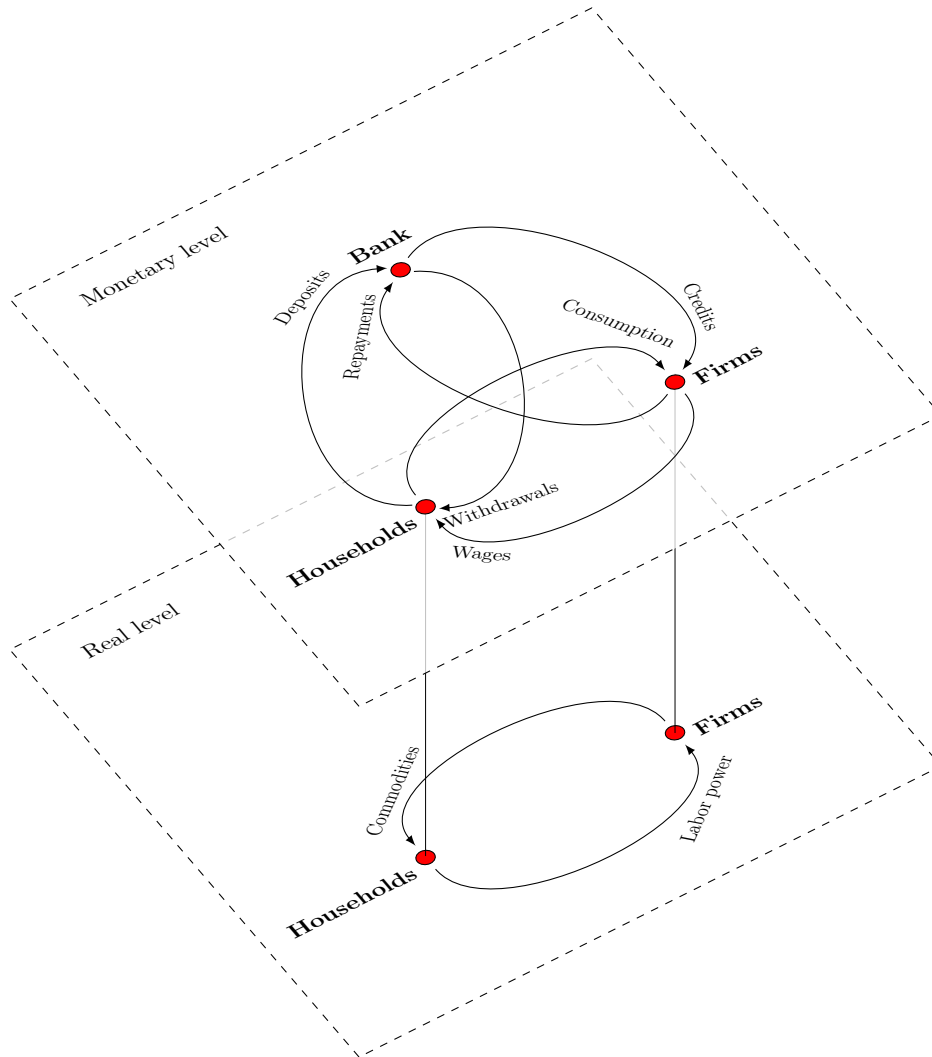 Monetary level
Bank
Deposits
Repayments
Credits
Consumption
Firms
Households
Withdrawals
Wages
Real level
Firms
Commodities
Labor power
Households